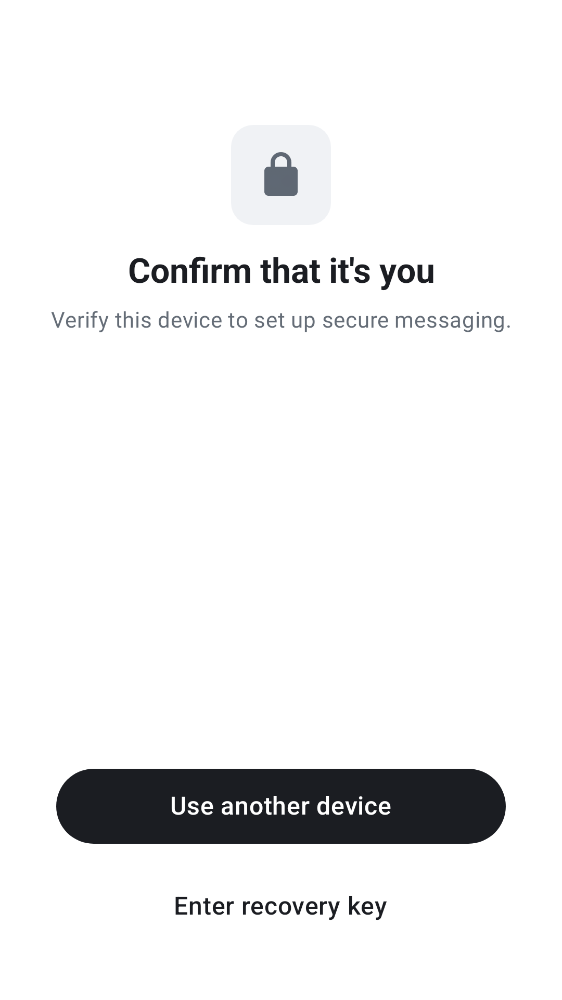 Confirm that it's you
Verify this device to set up secure messaging.
Use another device
Enter recovery key